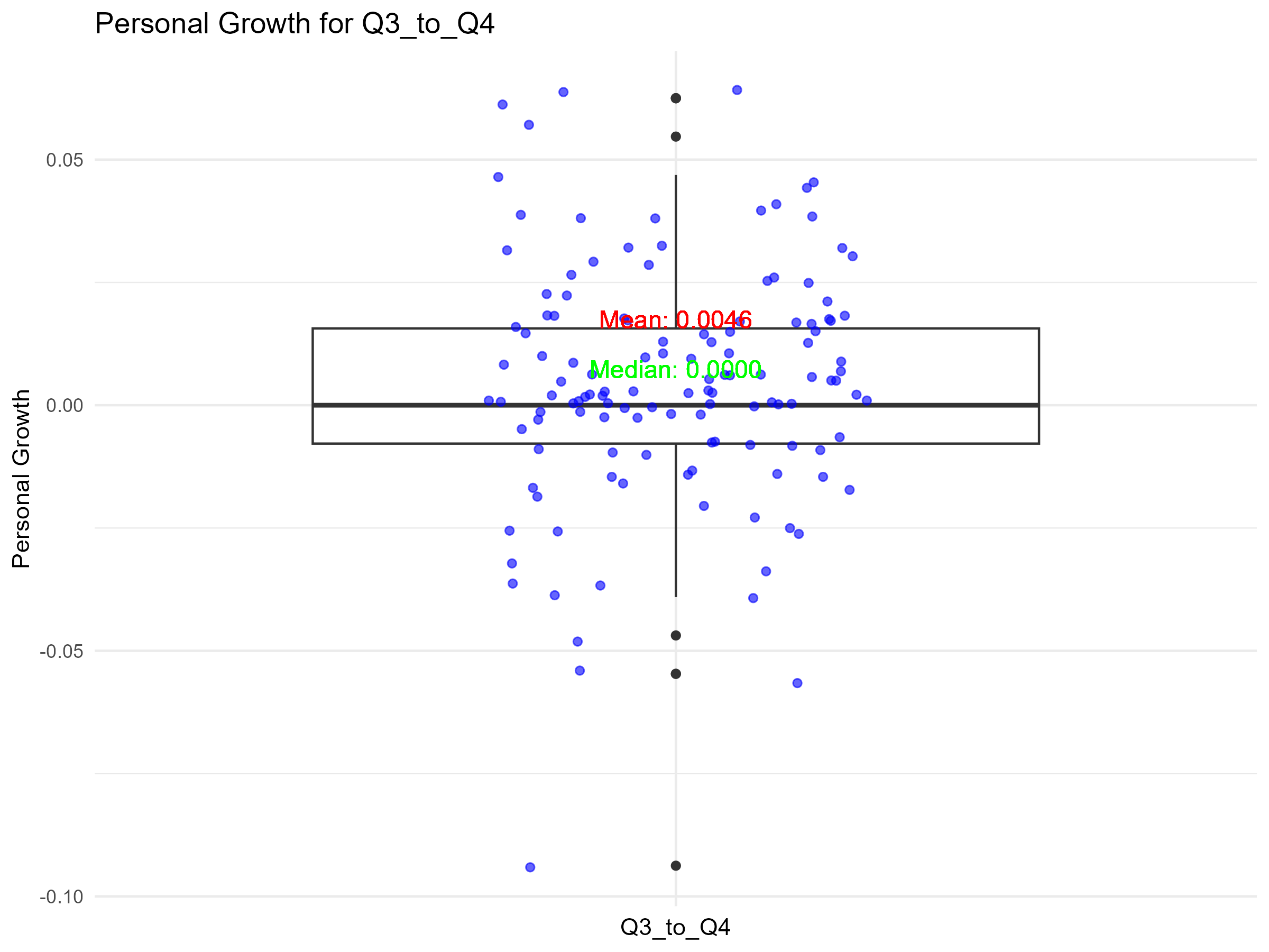 Personal Growth for Q3_to_Q4
Personal Growth
0.05
0.00
-0.05
-0.10
Mean: 0.0046
Median: 0.0000
Q3_to_Q4